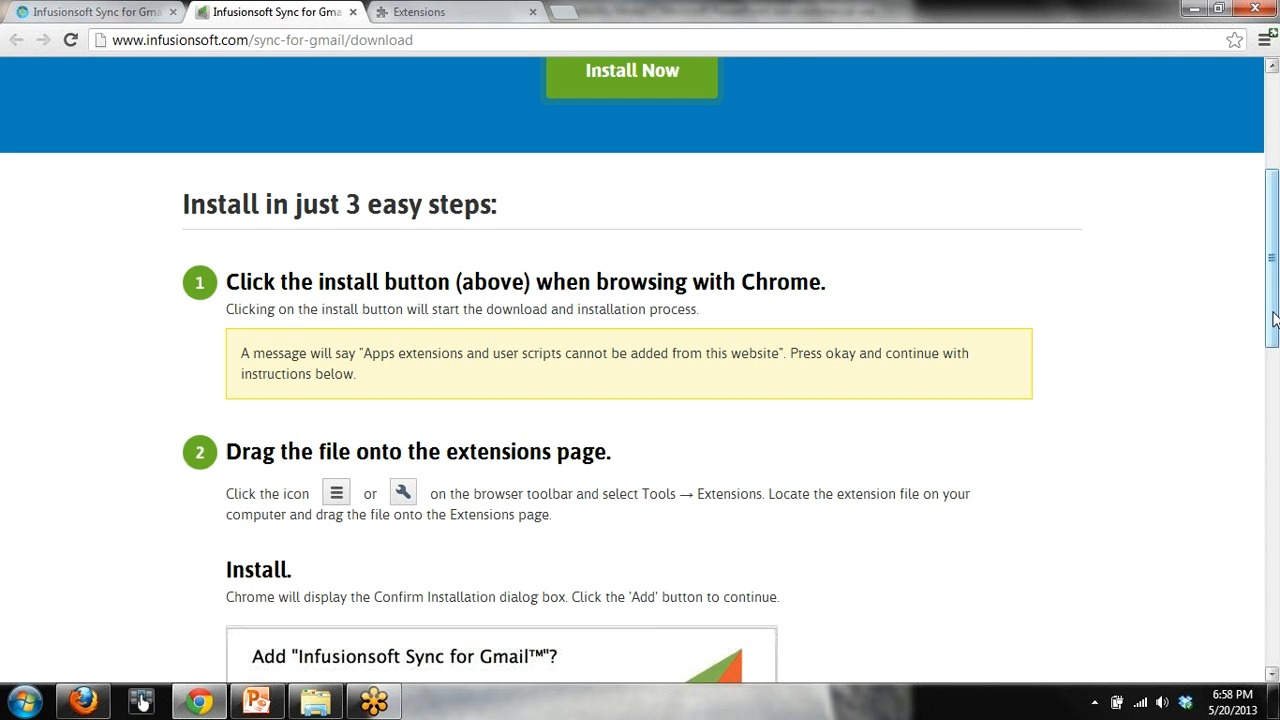 Infusionsoft Sync for Gma
Infusionsoft Sync for Gma
Extensions
www.infusionsoft.com/sync-for-gmail/download
Install Now
Install in just 3 easy steps:
1 Click the install button (above) when browsing with Chrome.
Clicking on the install button will start the download and installation process.
A message will say "Apps extensions and user scripts cannot be added from this website". Press okay and continue with
instructions below.
2 Drag the file onto the extensions page.
Click the icon or on the browser toolbar and select Tools → Extensions. Locate the extension file on your
computer and drag the file onto the Extensions page.
Install.
Chrome will display the Confirm Installation dialog box. Click the 'Add' button to continue.
Add "Infusionsoft Sync for Gmail™"?
6:58 PM
5/20/2013